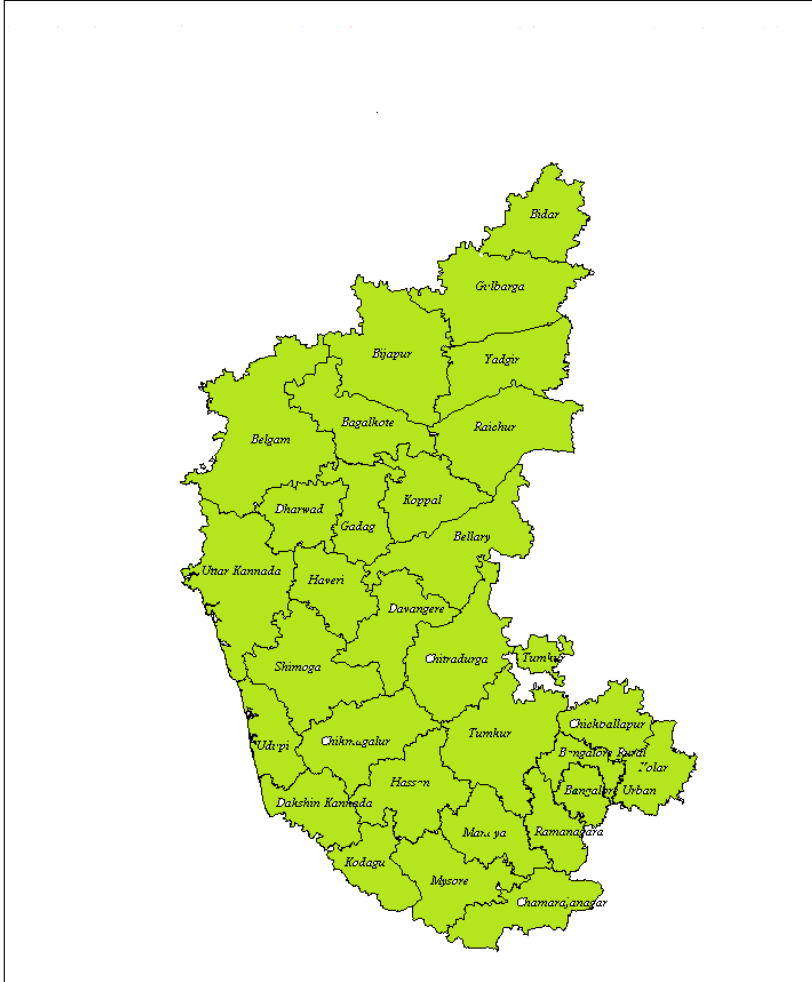 Bidar
Gulbarga
Bijapur
Yadgir
Bagalkote
Raichur
Belgam
Koppal
Dharwad
Gadag
Bellary
Uttar Kannada
Haveri
Davangere
Chitradurga
Tumkur
Shimoga
Chickballapur
Tumkur
Udupi
Chikmagalur
Bangalore Rural
Kolar
Hassan
Bangalore Urban
Dakshin Kannada
Mandya
Ramanagara
Kodagu
Mysore
Chamarajanagar